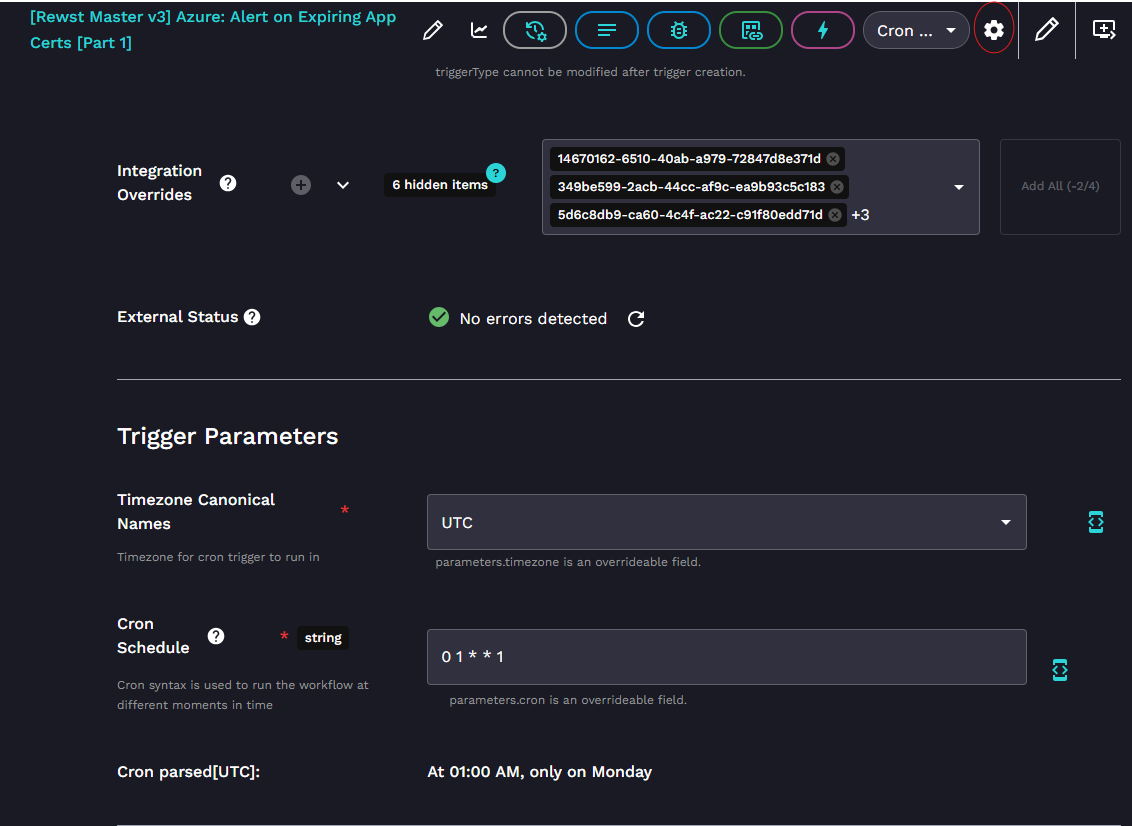 [Rewst Master v3] Azure: Alert on Expiring App
Certs [Part 1]
Cron ...
triggerType cannot be modified after trigger creation.
Integration
Overrides
?
6 hidden items
?
14670162-6510-40ab-a979-72847d8e371d
349be599-2acb-44cc-af9c-ea9b93c5c183
5d6c8db9-ca60-4c4f-ac22-c91f80edd71d
+3
Add All (-2/4)
External Status
?
No errors detected
Trigger Parameters
Timezone Canonical
Names
*
Timezone for cron trigger to run in
UTC
parameters.timezone is an overrideable field.
Cron
Schedule
?
* string
Cron syntax is used to run the workflow at
different moments in time
0 1 * * 1
parameters.cron is an overrideable field.
Cron parsed[UTC]:
At 01:00 AM, only on Monday